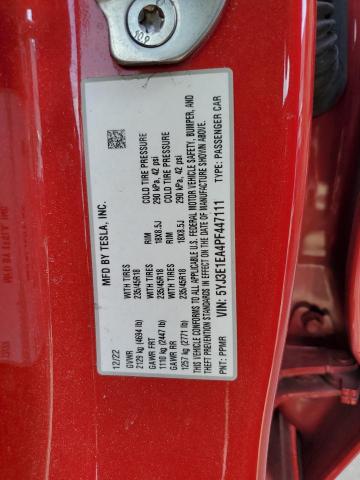 10.9
MFD BY TESLA, INC.
12/22
GVWR
2129 kg (4694 lb)
GAWR FRT WITH TIRES RIM COLD TIRE PRESSURE
1110 kg (2447 lb) 235/45R18 18X8.5J 290 kPa, 42 psi
GAWR RR WITH TIRES RIM COLD TIRE PRESSURE
1257 kg (2771 lb) 235/45R18 18X8.5J 290 kPa, 42 psi
THIS VEHICLE CONFORMS TO ALL APPLICABLE U.S. FEDERAL MOTOR VEHICLE SAFETY, BUMPER, AND
THEFT PREVENTION STANDARDS IN EFFECT ON THE DATE OF MANUFACTURE SHOWN ABOVE.
PNT: PPMR VIN: 5YJ3E1EA4PF447111 TYPE: PASSENGER CAR